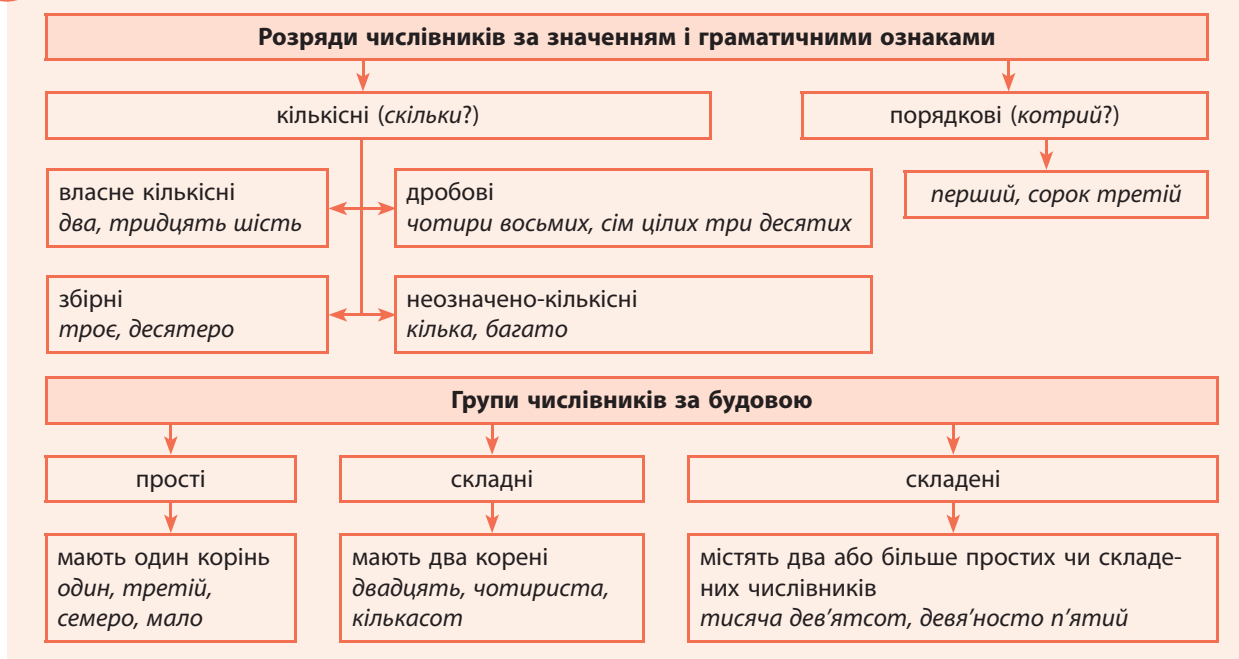 Розряди числівників за значенням і граматичними ознаками
кількісні (скільки?)
порядкові (котрий?)
власне кількісні
два, тридцять шість
дробові
чотири восьмих, сім цілих три десятих
перший, сорок третій
збірні
троє, десятеро
неозначено-кількісні
кілька, багато
Групи числівників за будовою
прості
складні
складені
мають один корінь
один, третій,
семеро, мало
мають два корені
двадцять, чотириста,
кількасот
містять два або більше простих чи складе-
них числівників
тисяча дев’ятсот, девя’носто п’ятий